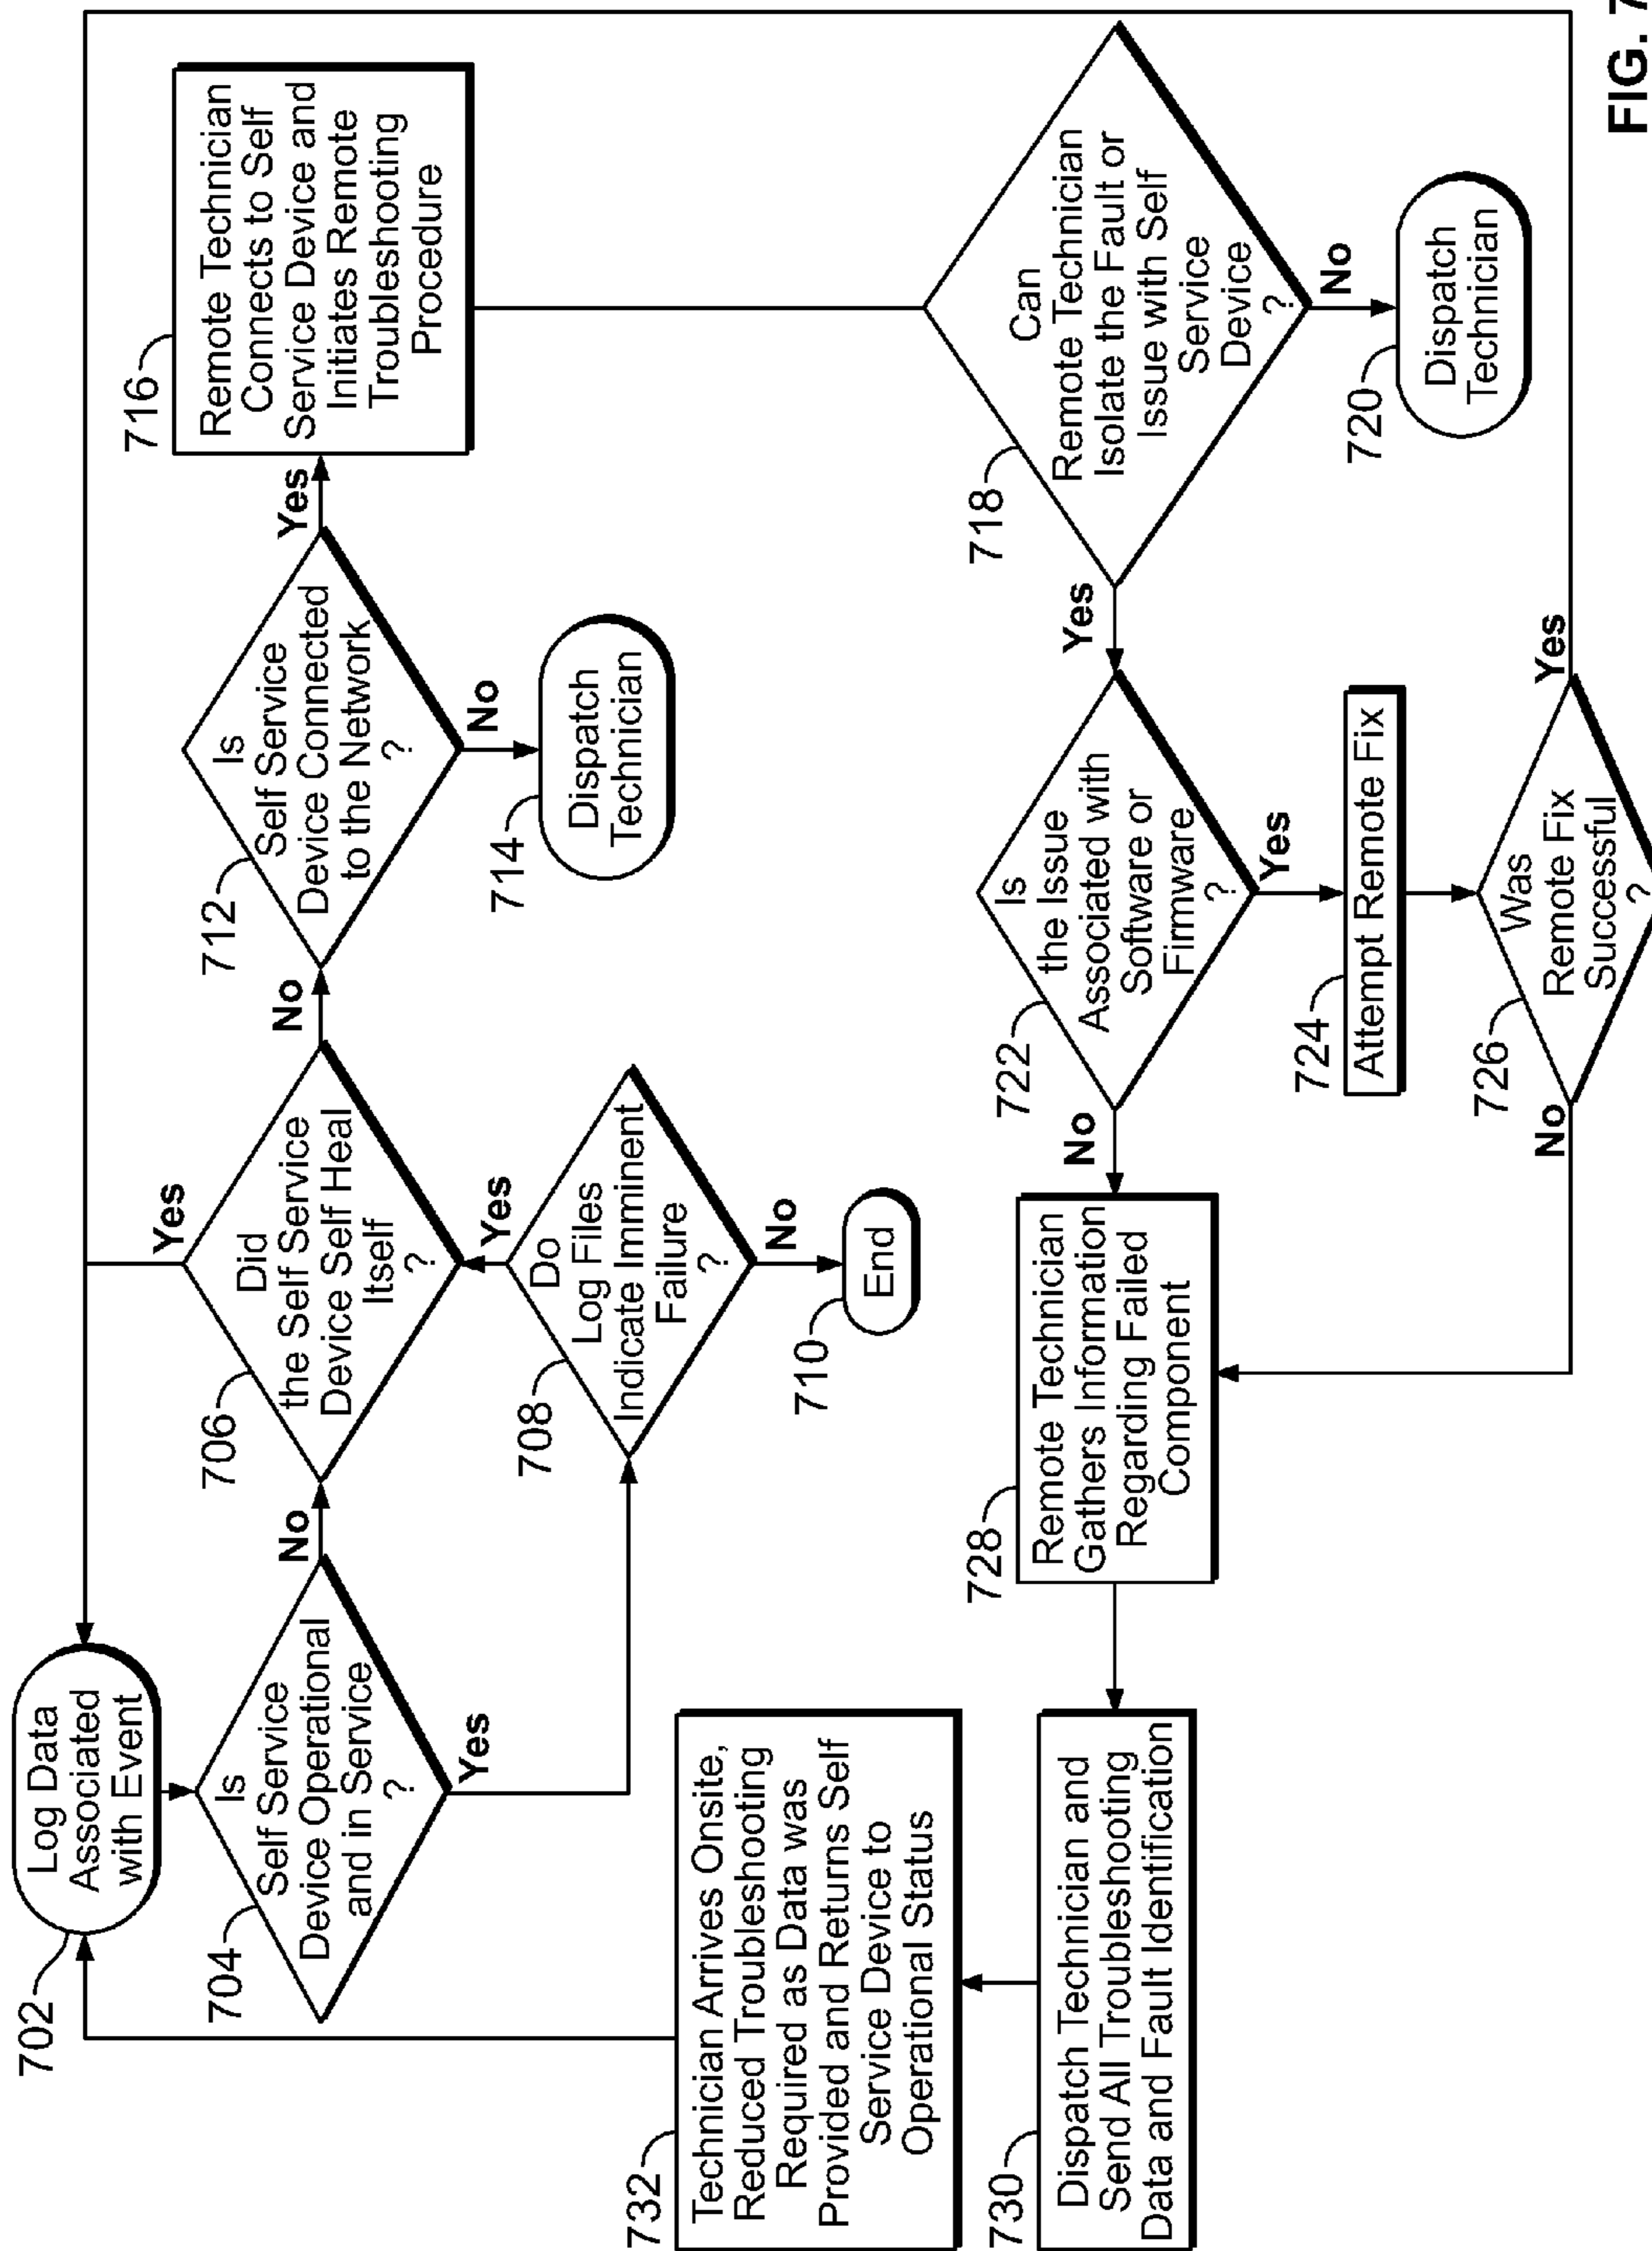 702
Log Data
Associated
with Event
704
Is
Self Service
Device Operational
and in Service
?
No
Yes
706
Did
the Self Service
Device Self Heal
Itself
?
Yes
No
708
Do
Log Files
Indicate Imminent
Failure
?
Yes
No
710
End
712
Is
Self Service
Device Connected
to the Network
?
Yes
No
714
Dispatch
Technician
716
Remote Technician
Connects to Self
Service Device and
Initiates Remote
Troubleshooting
Procedure
718
Can
Remote Technician
Isolate the Fault or
Issue with Self
Service
Device
?
Yes
No
720
Dispatch
Technician
722
Is
the Issue
Associated with
Software or
Firmware
?
No
Yes
724
Attempt Remote Fix
726
Was
Remote Fix
Successful
?
No
Yes
728
Remote Technician
Gathers Information
Regarding Failed
Component
730
Dispatch Technician and
Send All Troubleshooting
Data and Fault Identification
732
Technician Arrives Onsite,
Reduced Troubleshooting
Required as Data was
Provided and Returns Self
Service Device to
Operational Status
FIG. 7